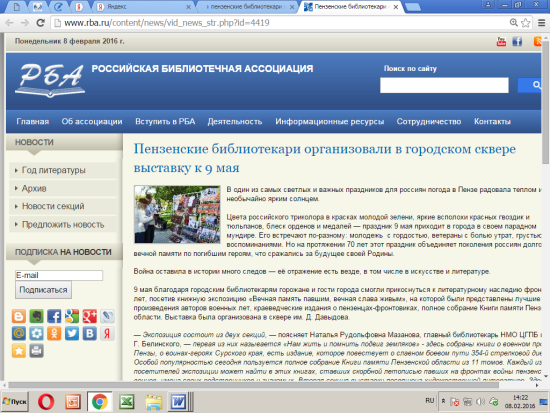 Яндекс
пензенские библиотекари
Пензенские библиотекари
www.rba.ru/content/news/vid_news_str.php?id=4419
Понедельник 8 февраля 2016 г.
РБА
РОССИЙСКАЯ БИБЛИОТЕЧНАЯ АССОЦИАЦИЯ
Поиск по сайту
Главная Об ассоциации Вступить в РБА Деятельность Информационные ресурсы Сотрудничество Контакты
НОВОСТИ
Год литературы
Архив
Новости секций
Предложить новость
ПОДПИСКА НА НОВОСТИ
E-mail
Подписаться
Пензенские библиотекари организовали в городском сквере
выставку к 9 мая
В один из самых светлых и важных праздников для россиян погода в Пензе радовала теплом и
необычайно ярким солнцем.
Цвета российского триколора в красках молодой зелени, яркие всполохи красных гвоздик и
тюльпанов, блеск орденов и медалей — праздник 9 мая приходит в города в своем парадном
мундире. Его встречают по-разному: молодежь с гордостью, ветераны с болью утрат, грустью
воспоминаниями. Но на протяжении 70 лет этот праздник объединяет поколения россиян долго
вечной памяти по погибшим героям, что сражались за будущее своей Родины.
Война оставила в истории много следов — её отражение есть везде, в том числе в искусстве и литературе.
9 мая благодаря городским библиотекарям горожане и гости города смогли прикоснуться к литературному наследию фрон
лет, посетив книжную экспозицию «Вечная память павшим, вечная слава живым», на которой были представлены лучшие
произведения авторов военных лет, краеведческие издания о пензенцах-фронтовиках, полное собрание Книги памяти Пенз
области. Выставка была организована в сквере им. Д. Давыдова.
— Экспозиция состоит из двух секций, — поясняет Наталья Рудольфовна Мазанова, главный библиотекарь НМО ЦГПБ
Г. Белинского, — первая из них называется «Нам жить и помнить подвиг земляков» - здесь собраны книги о военном про
Пензы, о воинах-героях Сурского края, есть издание, которое повествует о славном боевом пути 354-й стрелковой див
Особой популярностью сегодня пользуется полное собрание Книги памяти Пензенской области из 11 томов. Каждый из
посетителей экспозиции может найти в этих книгах, ставших скорбной летописью павших на фронтах войны пензенс
Пуск
RU
14:22
08.02.2016